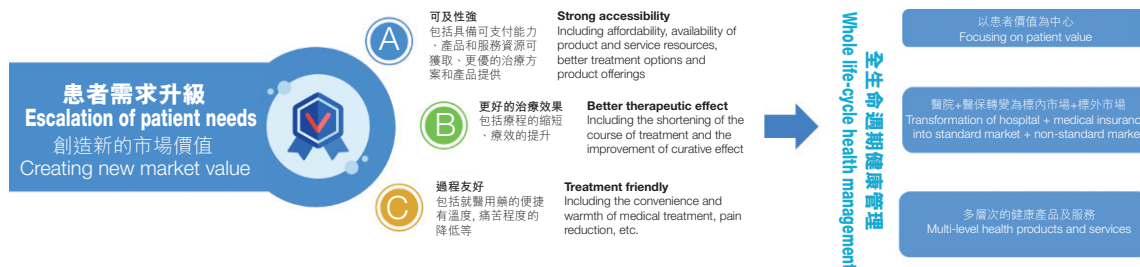 患者需求升級
Escalation of patient needs
創造新的市場價值
Creating new market value
A
可及性強
包括具備可支付能力
、產品和服務資源可
獲取、更優的治療方
案和產品提供
Strong accessibility
Including affordability, availability of
product and service resources,
better treatment options and
product offerings
B
更好的治療效果
包括療程的縮短
、療效的提升
Better therapeutic effect
Including the shortening of the
course of treatment and the
improvement of curative effect
C
過程友好
包括就醫用藥的便捷
有溫度, 痛苦程度的
降低等
Treatment friendly
Including the convenience and
warmth of medical treatment, pain
reduction, etc.
全生命週期健康管理
Whole life-cycle health management
以患者價值為中心
Focusing on patient value
醫院+醫保轉變為標內市場+標外市場
Transformation of hospital + medical insuranc
into standard market + non-standard marke
多層次的健康產品及服務
Multi-level health products and services